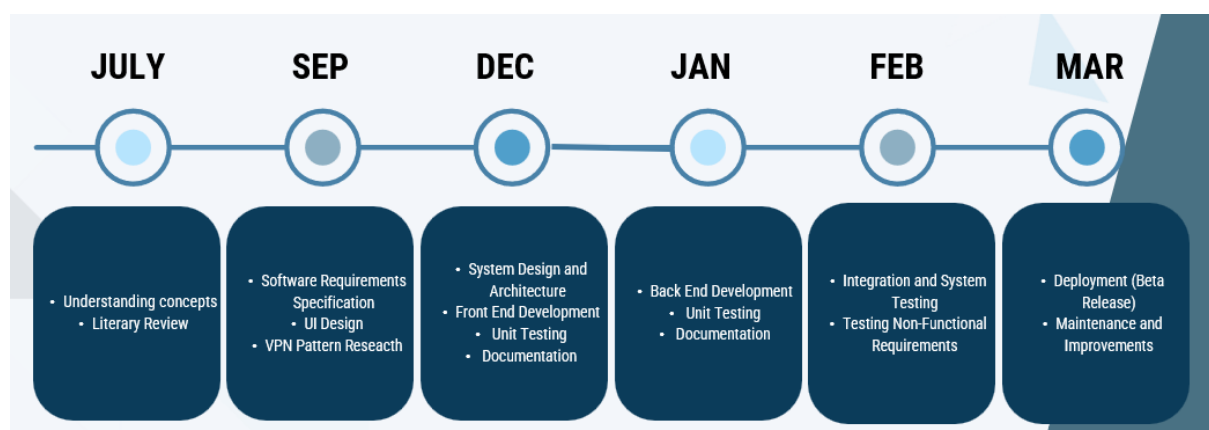 JULY
SEP
DEC
JAN
FEB
MAR
• Understanding concepts
• Literary Review
• Software Requirements
Specification
• UI Design
• VPN Pattern Reseacth
• System Design and
Architecture
• Front End Development
• Unit Testing
• Documentation
• Back End Development
• Unit Testing
• Documentation
• Integration and System
Testing
• Testing Non-Functional
Requirements
• Deployment (Beta
Release)
• Maintenance and
Improvements